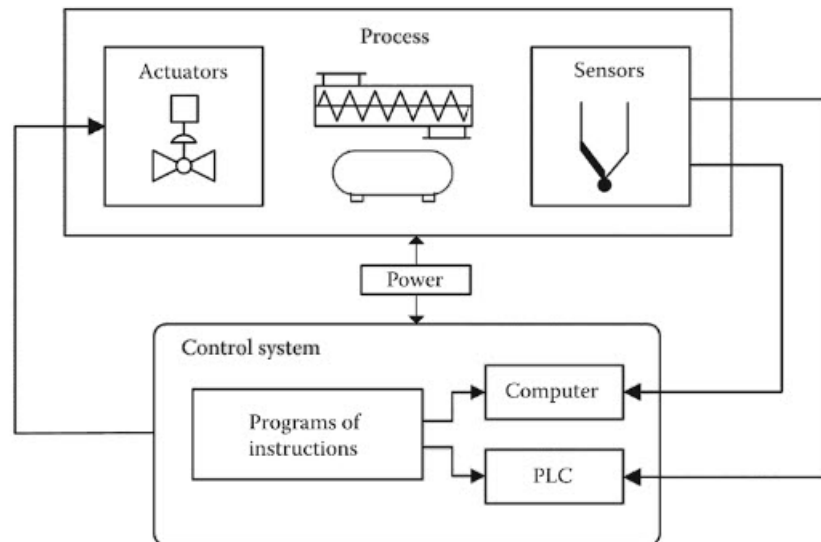 Process
Actuators
Sensors
Power
Control system
Programs of
instructions
Computer
PLC